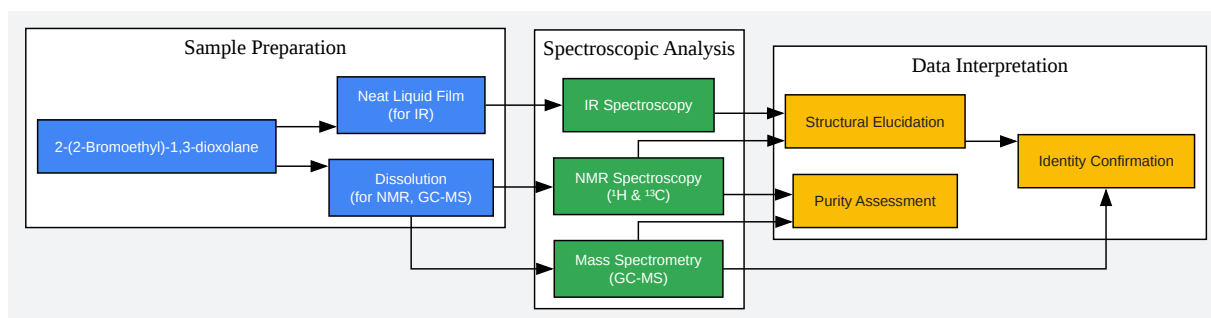 Sample Preparation
2-(2-Bromoethyl)-1,3-dioxolane
Neat Liquid Film
(for IR)
Dissolution
(for NMR, GC-MS)
Spectroscopic Analysis
IR Spectroscopy
NMR Spectroscopy
(¹H & ¹³C)
Mass Spectrometry
(GC-MS)
Data Interpretation
Structural Elucidation
Purity Assessment
Identity Confirmation